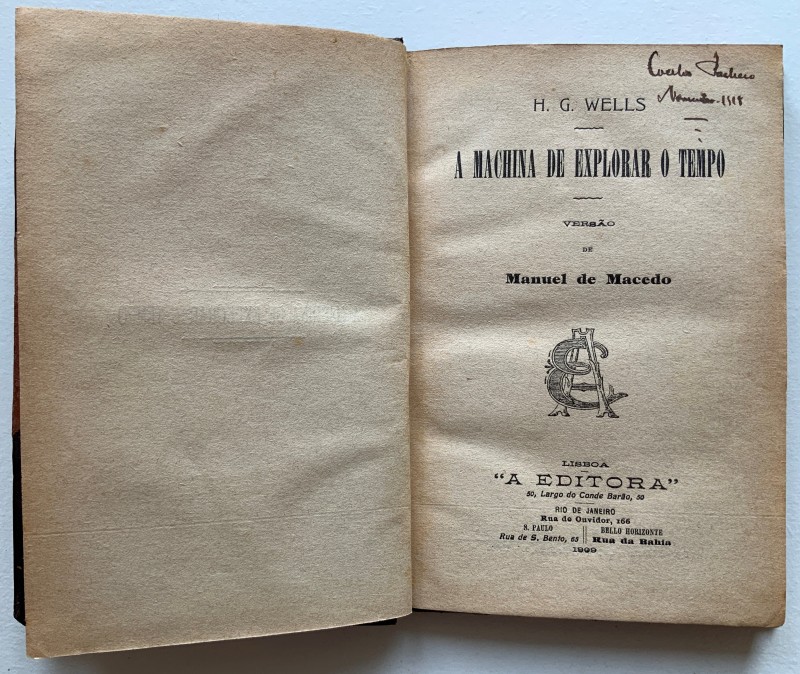 Pacheco
H. G. WELLS
A MACHINA DE EXPLORAR O TEMPO
VERSÃO
DE
Manuel de Macedo
LISBOA
"A EDITORA"
50, Largo do Conde Barão, 50
RIO DE JANEIRO
Rua do Ouvidor, 166
S. PAULO
Rua de S. Bento, 65
BELLO HORIZONTE
Rua da Bahia
1909